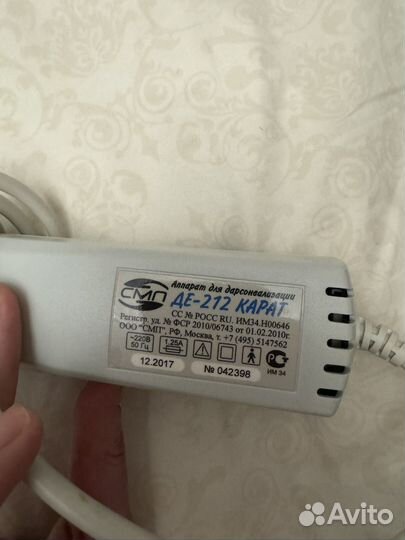 СМП
Аппарат для дарсонвализации
ДЕ-212 КАРАТ
СС № РОСС RU. ИМ34.Н00646
Регистр. уд. № ФСР 2010/06743 от 01.02.2010г.
ООО "СМП", РФ, Москва, т. +7 (495) 5147562
~220В
50 Гц
1,25А
ИМ 34
12.2017
№ 042398
Avito